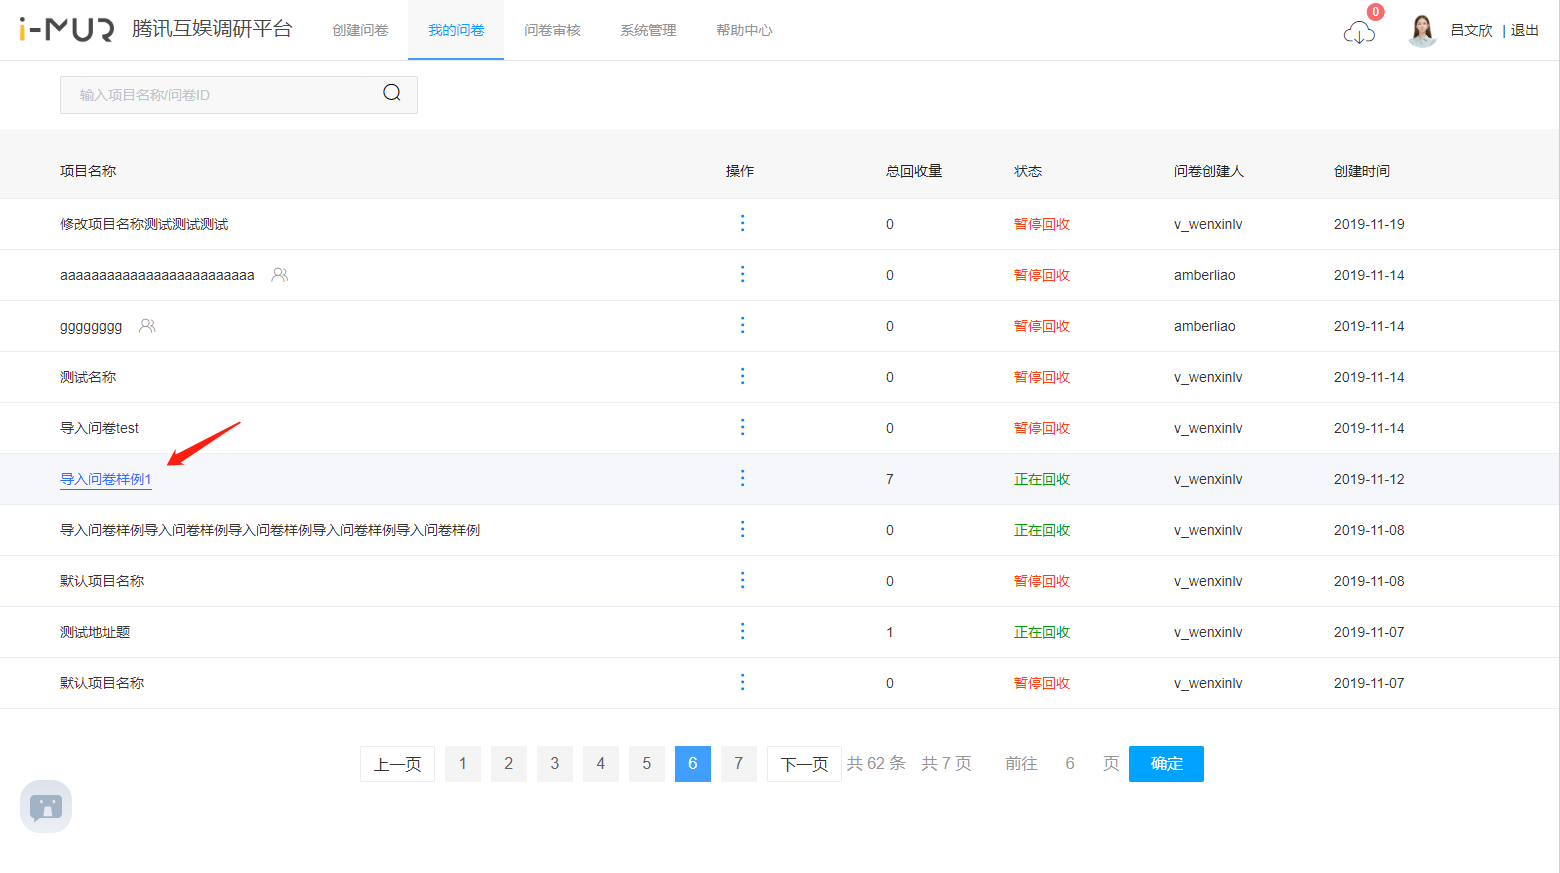 i-MUR 腾讯互娱调研平台 创建问卷 我的问卷 问卷审核 系统管理 帮助中心 0 吕文欣 | 退出
输入项目名称/问卷ID
项目名称 操作 总回收量 状态 问卷创建人 创建时间
修改项目名称测试测试测试 0 暂停回收 v_wenxinlv 2019-11-19
aaaaaaaaaaaaaaaaaaaaaaaaa 0 暂停回收 amberliao 2019-11-14
gggggggg 0 暂停回收 amberliao 2019-11-14
测试名称 0 暂停回收 v_wenxinlv 2019-11-14
导入问卷test 0 暂停回收 v_wenxinlv 2019-11-14
导入问卷样例1 7 正在回收 v_wenxinlv 2019-11-12
导入问卷样例导入问卷样例导入问卷样例导入问卷样例导入问卷样例 0 正在回收 v_wenxinlv 2019-11-08
默认项目名称 0 暂停回收 v_wenxinlv 2019-11-08
测试地址题 1 正在回收 v_wenxinlv 2019-11-07
默认项目名称 0 暂停回收 v_wenxinlv 2019-11-07
上一页 1 2 3 4 5 6 7 下一页 共 62 条 共 7 页 前往 6 页 确定